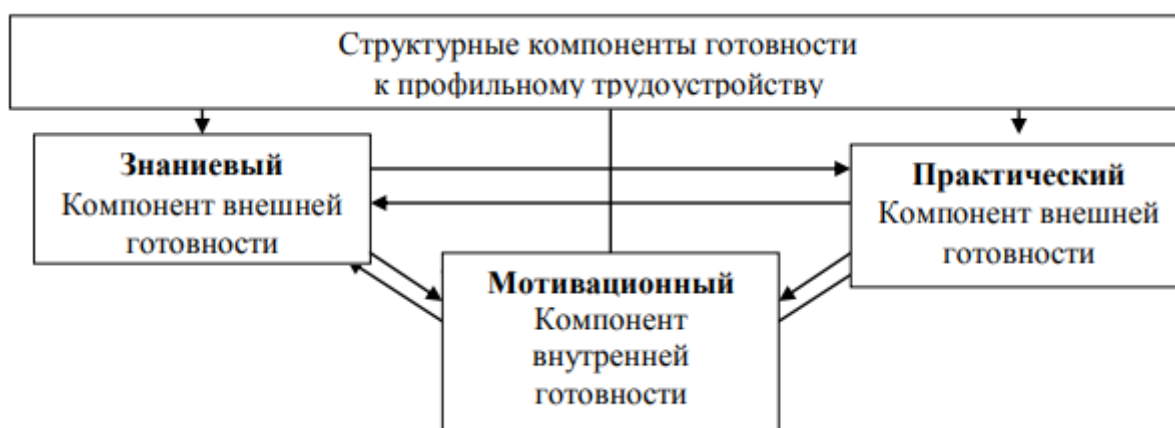 Структурные компоненты готовности
к профильному трудоустройству
Знаниевый
Компонент внешней
готовности
Практический
Компонент внешней
готовности
Мотивационный
Компонент
внутренней
готовности